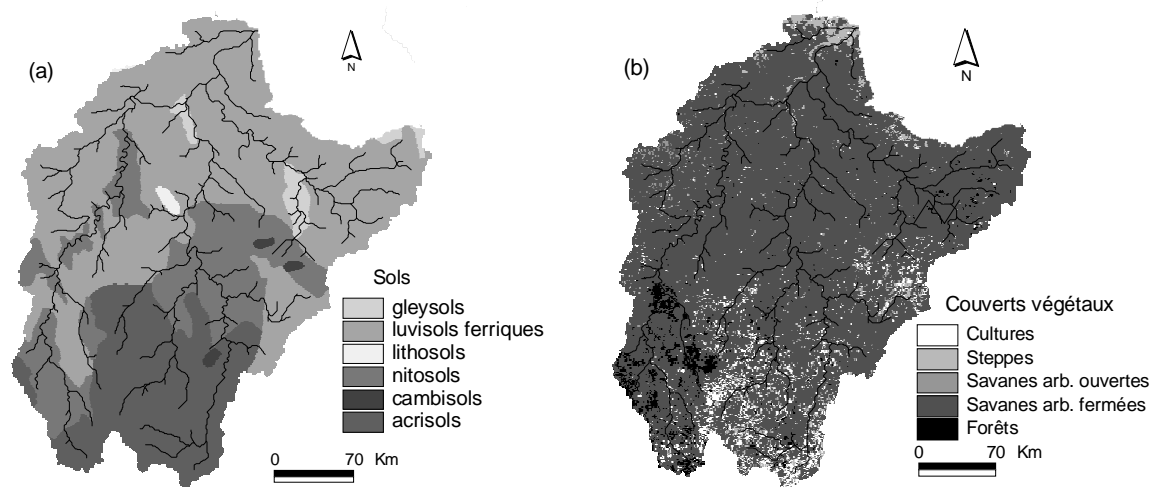 (a)
N
Sols
gleysols
luvisols ferriques
lithosols
nitosols
cambisols
acrisols
0 70 Km
(b)
N
Couverts végétaux
Cultures
Steppes
Savanes arb. ouvertes
Savanes arb. fermées
Forêts
0 70 Km